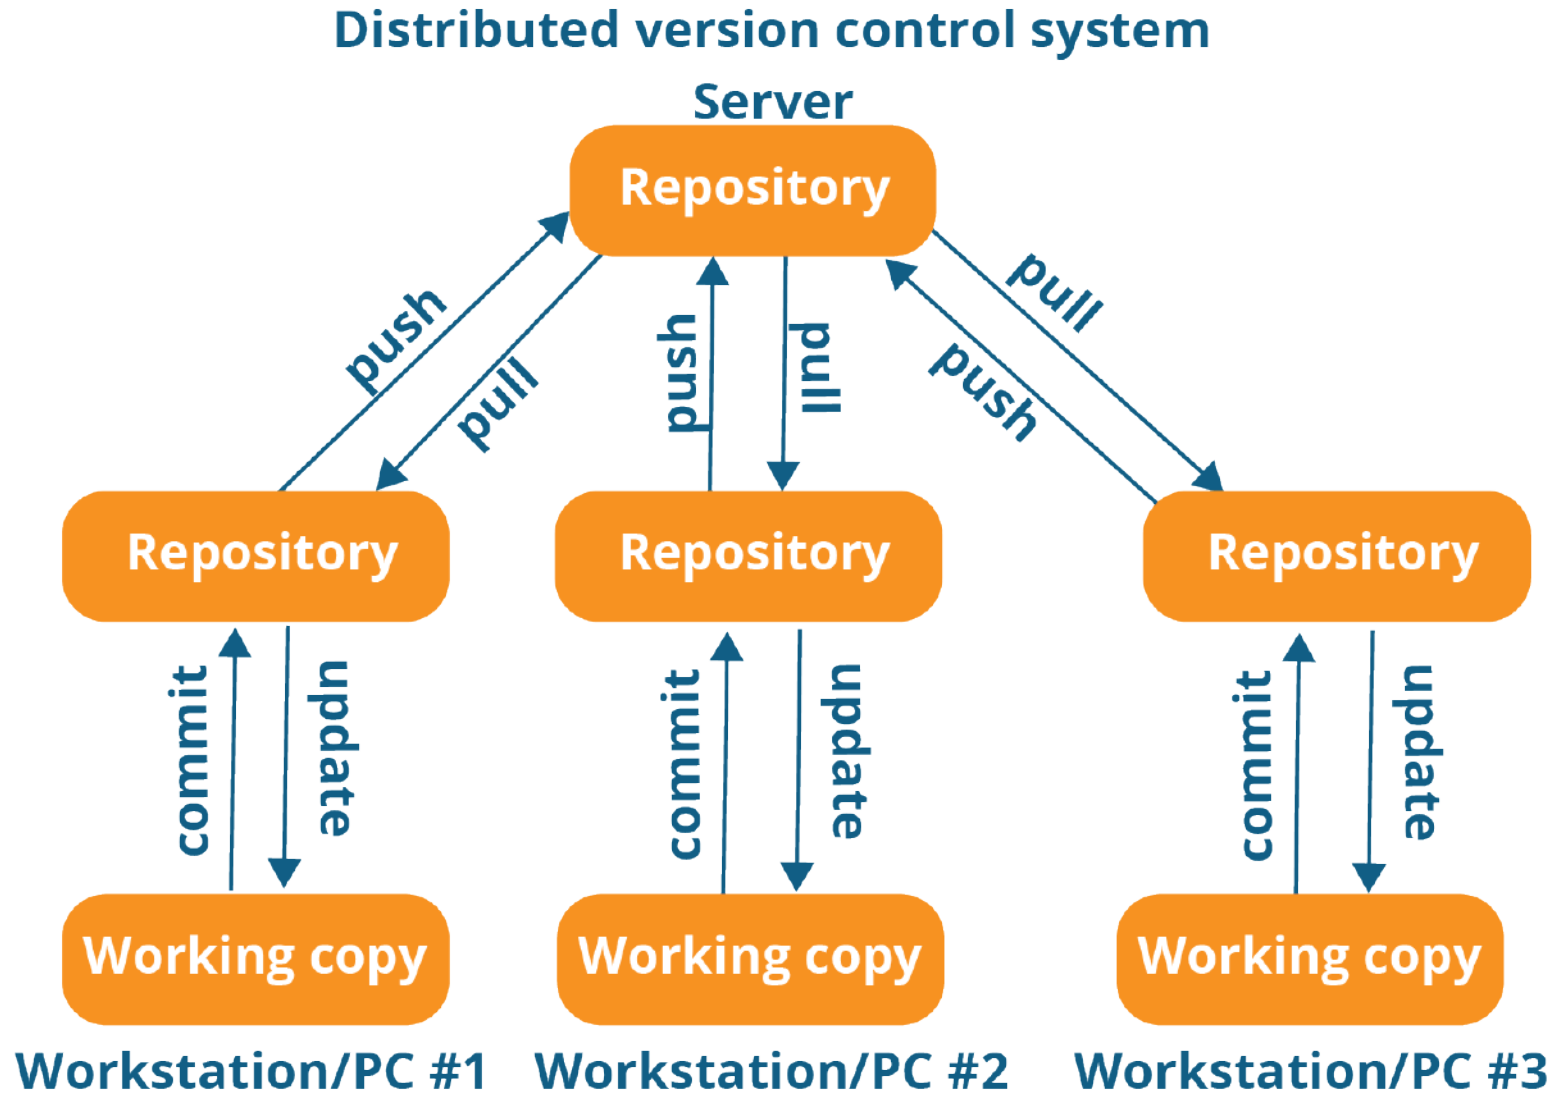 Distributed version control system
Server
Repository
push
pull
push
pull
push
pull
Repository
Repository
Repository
commit
update
commit
update
commit
update
Working copy
Working copy
Working copy
Workstation/PC #1
Workstation/PC #2
Workstation/PC #3